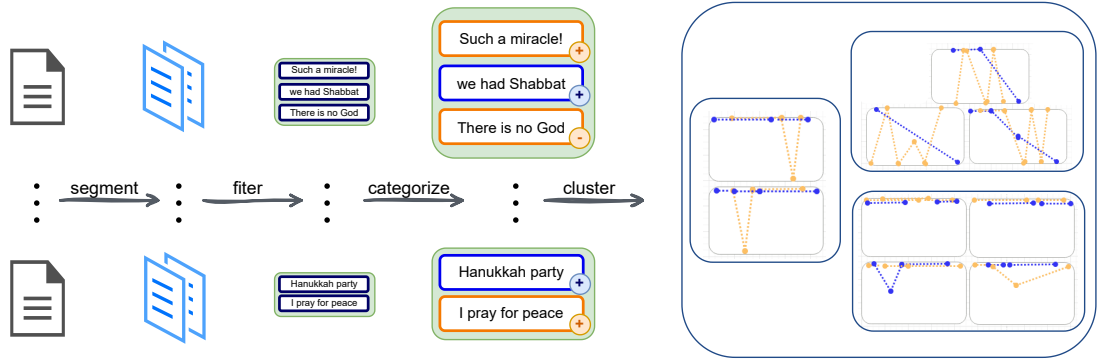 Such a miracle!
we had Shabbat
There is no God
Such a miracle!
+
we had Shabbat
+
There is no God
-
segment
fiter
categorize
cluster
Hanukkah party
I pray for peace
Hanukkah party
+
I pray for peace
+